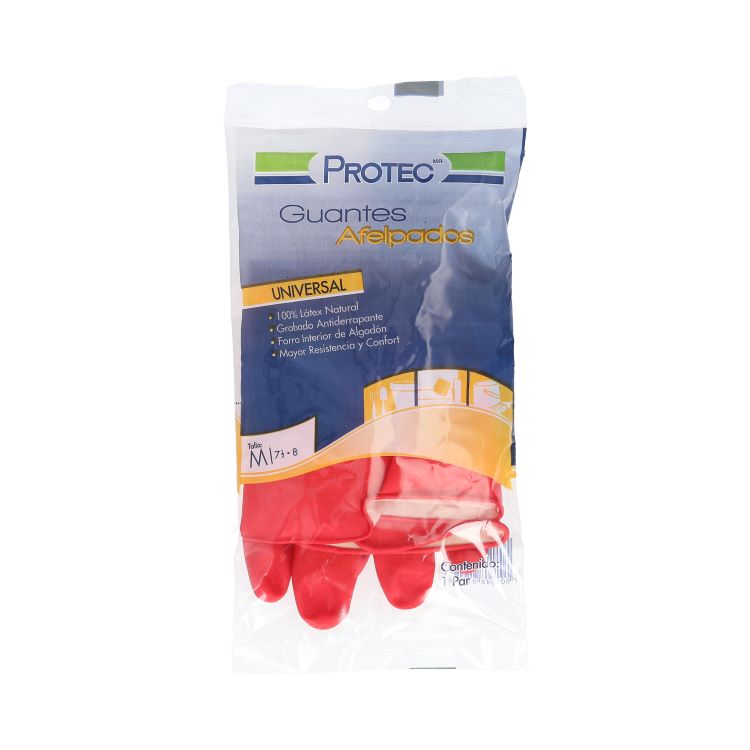 PROTEC MR
Guantes
Afelpados
UNIVERSAL
• 100% Látex Natural
• Grabado Antiderrapante
• Forro Interior de Algodón
• Mayor Resistencia y Confort
Talla:
M 7½ • 8
Contenido:
1 Par